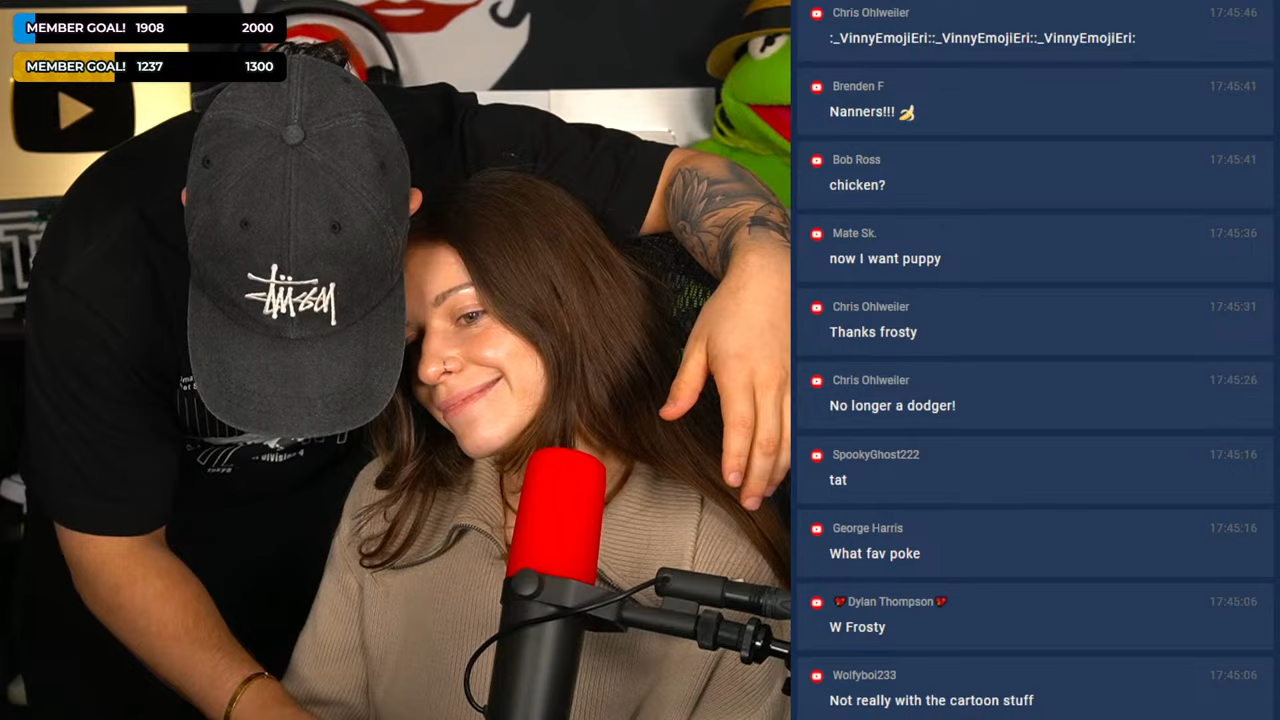 MEMBER GOAL! 1908 2000
MEMBER GOAL! 1237 1300
Stüssy
division 4
tokyo
Chris Ohlweiler 17:45:46
:_VinnyEmojiEri::_VinnyEmojiEri::_VinnyEmojiEri:
Brenden F 17:45:41
Nanners!!! 🍌
Bob Ross 17:45:41
chicken?
Mate Sk. 17:45:36
now I want puppy
Chris Ohlweiler 17:45:31
Thanks frosty
Chris Ohlweiler 17:45:26
No longer a dodger!
SpookyGhost222 17:45:16
tat
George Harris 17:45:16
What fav poke
Dylan Thompson 17:45:06
W Frosty
Wolfyboi233 17:45:06
Not really with the cartoon stuff